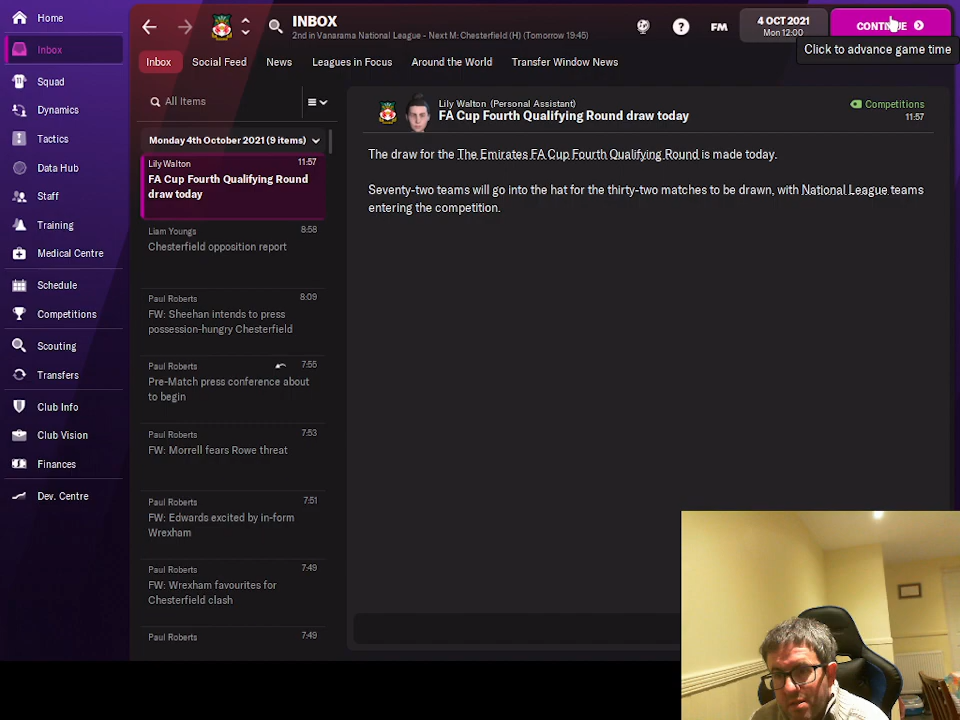 Home
Inbox
Squad
Dynamics
Tactics
Data Hub
Staff
Training
Medical Centre
Schedule
Competitions
Scouting
Transfers
Club Info
Club Vision
Finances
Dev. Centre
INBOX
2nd in Vanarama National League - Next M: Chesterfield (H) (Tomorrow 19:45)
?
FM
4 OCT 2021
Mon 12:00
CONTINUE
Click to advance game time
Inbox
Social Feed
News
Leagues in Focus
Around the World
Transfer Window News
All Items
Monday 4th October 2021 (9 items)
Lily Walton 11:57
FA Cup Fourth Qualifying Round
draw today
Liam Youngs 8:58
Chesterfield opposition report
Paul Roberts 8:09
FW: Sheehan intends to press
possession-hungry Chesterfield
Paul Roberts 7:55
Pre-Match press conference about
to begin
Paul Roberts 7:53
FW: Morrell fears Rowe threat
Paul Roberts 7:51
FW: Edwards excited by in-form
Wrexham
Paul Roberts 7:49
FW: Wrexham favourites for
Chesterfield clash
Paul Roberts 7:49
Lily Walton (Personal Assistant)
FA Cup Fourth Qualifying Round draw today
Competitions
11:57
The draw for the The Emirates FA Cup Fourth Qualifying Round is made today.
Seventy-two teams will go into the hat for the thirty-two matches to be drawn, with National League teams
entering the competition.